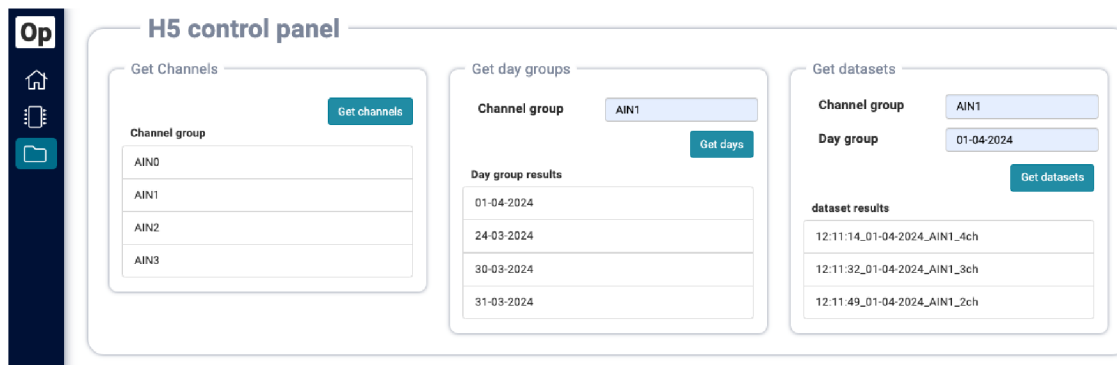 Op
H5 control panel
Get Channels
Get channels
Channel group
AIN0
AIN1
AIN2
AIN3
Get day groups
Channel group AIN1
Get days
Day group results
01-04-2024
24-03-2024
30-03-2024
31-03-2024
Get datasets
Channel group AIN1
Day group 01-04-2024
Get datasets
dataset results
12:11:14_01-04-2024_AIN1_4ch
12:11:32_01-04-2024_AIN1_3ch
12:11:49_01-04-2024_AIN1_2ch